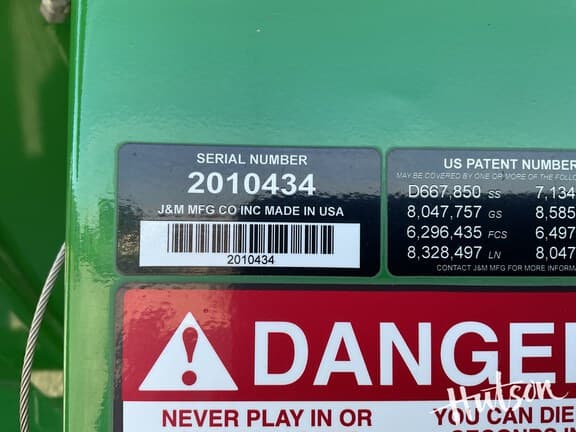 SERIAL NUMBER
2010434
J&M MFG CO INC MADE IN USA
2010434
US PATENT NUMBER
MAY BE COVERED BY ONE OR MORE OF THE FOLLO
D667,850 SS 7,134
8,047,757 GS 8,585
6,296,435 FCS 6,497
8,328,497 LN 8,047
CONTACT J&M MFG FOR MORE INFORMA
DANGE
NEVER PLAY IN OR
YOU CAN DIE
SECONDS I
Hutson